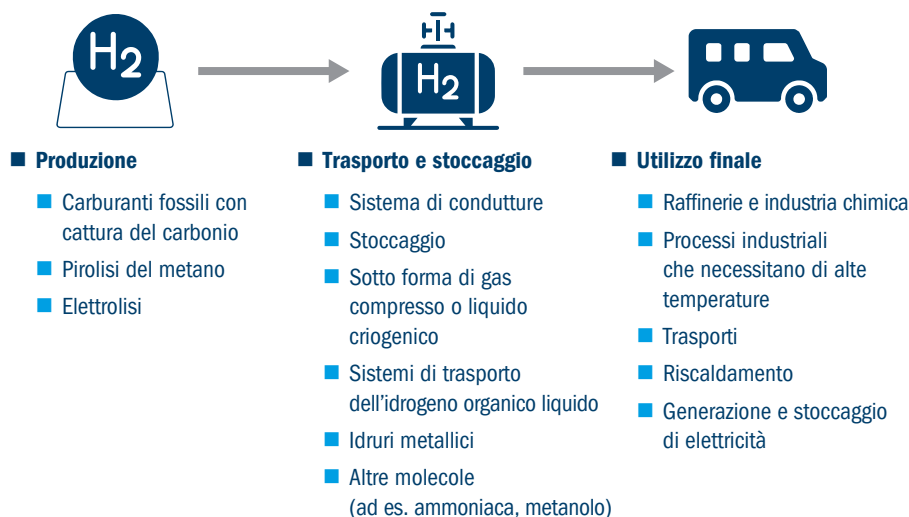 H2
H2
■ Produzione
■ Carburanti fossili con
cattura del carbonio
■ Pirolisi del metano
■ Elettrolisi
■ Trasporto e stoccaggio
■ Sistema di condutture
■ Stoccaggio
■ Sotto forma di gas
compresso o liquido
criogenico
■ Sistemi di trasporto
dell’idrogeno organico liquido
■ Idruri metallici
■ Altre molecole
(ad es. ammoniaca, metanolo)
■ Utilizzo finale
■ Raffinerie e industria chimica
■ Processi industriali
che necessitano di alte
temperature
■ Trasporti
■ Riscaldamento
■ Generazione e stoccaggio
di elettricità